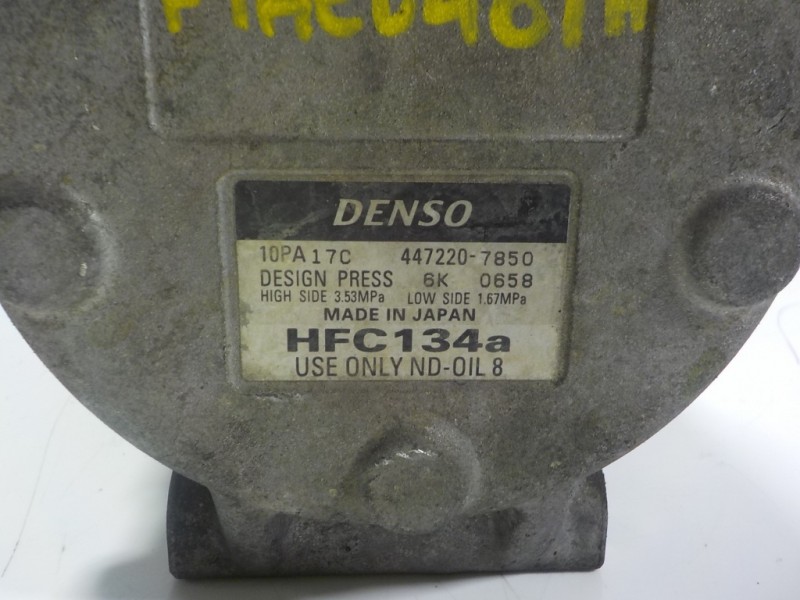 DENSO
10PA17C 447220-7850
DESIGN PRESS 6K 0658
HIGH SIDE 3.53MPa LOW SIDE 1.67MPa
MADE IN JAPAN
HFC134a
USE ONLY ND-OIL 8